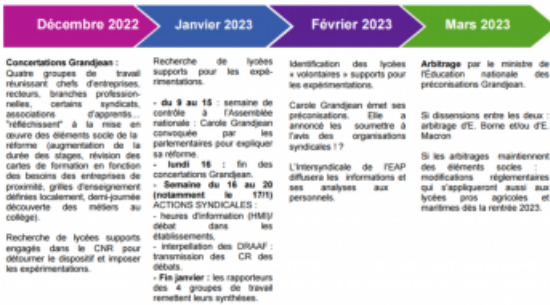 Décembre 2022
Concertations Grandjean :
Quatre groupes de travail
réunissant chefs d'entreprises,
recteurs, branches profession-
nelles, certains syndicats,
associations d'apprentis...
"réfléchissent" à la mise en
œuvre des éléments socle de la
réforme (augmentation de la
durée des stages, révision des
cartes de formation en fonction
des besoins des entreprises de
proximité, grilles d'enseignement
définies localement, demi-journée
découverte des métiers au
collège).
Recherche de lycées supports
engagés dans le CNR pour
détourner le dispositif et imposer
les expérimentations.
Janvier 2023
Recherche de lycées
supports pour les expé-
rimentations.
- du 9 au 15 : semaine de
contrôle à l'Assemblée
nationale : Carole Grandjean
convoquée par les
parlementaires pour expliquer
sa réforme.
- lundi 16 : fin des
concertations Grandjean.
- Semaine du 16 au 20
(notamment le 17/1)
ACTIONS SYNDICALES :
- heures d'information (HMI)/
débat dans les
établissements,
- interpellation des DRAAF :
transmission des CR des
débats.
- Fin janvier : les rapporteurs
des 4 groupes de travail
remettent leurs synthèses.
Février 2023
Identification des lycées
« volontaires » supports pour
les expérimentations.
Carole Grandjean émet ses
préconisations. Elle a
annoncé les soumettre à
l'avis des organisations
syndicales ! ?
L'Intersyndicale de l'EAP
diffusera les informations et
ses analyses aux
personnels.
Mars 2023
Arbitrage par le ministre de
l'Éducation nationale des
préconisations Grandjean.
Si dissensions entre les deux :
arbitrage d'E. Borne et/ou d'E.
Macron
Si les arbitrages maintiennent
des éléments socles :
modifications réglementaires
qui s'appliqueront aussi aux
lycées pros agricoles et
maritimes dès la rentrée 2023.